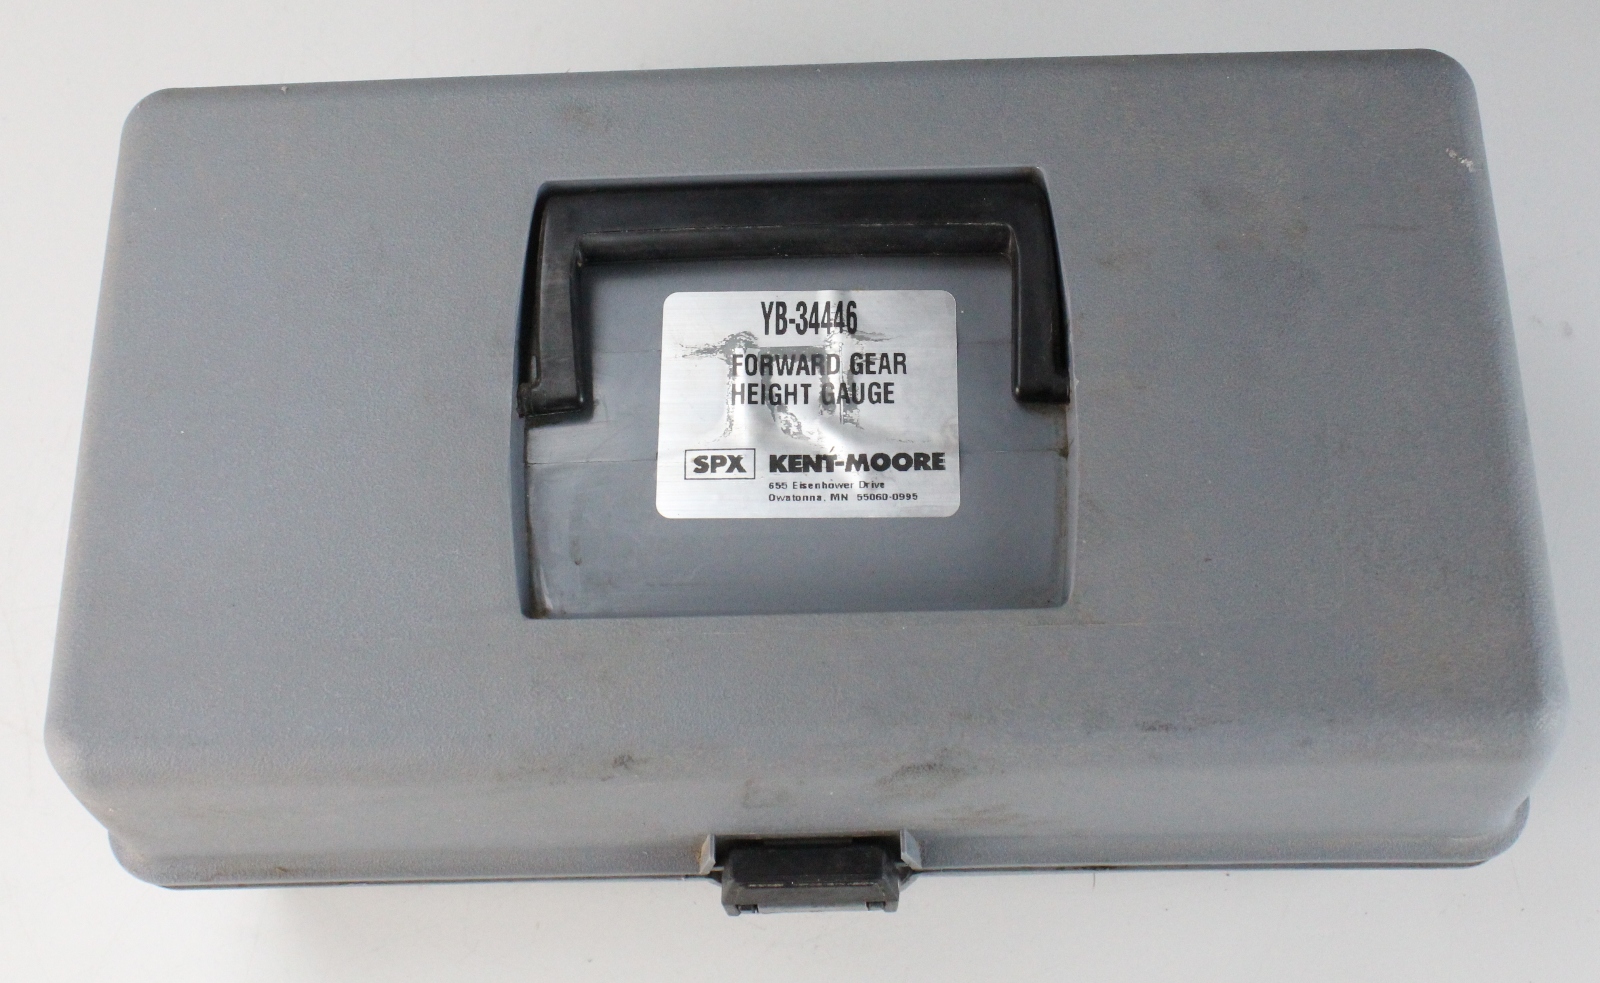 YB-34446
FORWARD GEAR
HEIGHT GAUGE
SPX KENT-MOORE
655 Eisenhower Drive
Owatonna, MN 55060-0995